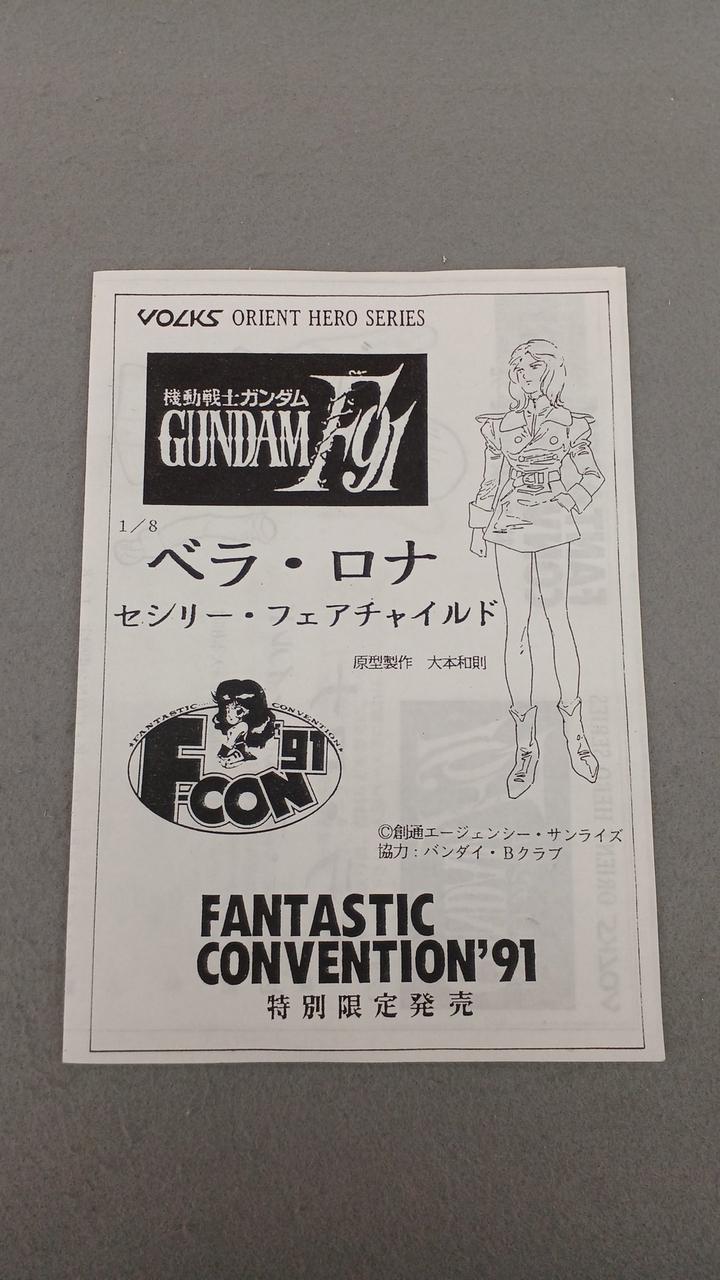 VOLKS ORIENT HERO SERIES
機動戦士ガンダム
GUNDAM F91
1/8
ベラ・ロナ
セシリー・フェアチャイルド
原型製作 大本和則
FANTASTIC CONVENTION
F-CON '91
©創通エージェンシー・サンライズ
協力:バンダイ・Bクラブ
FANTASTIC
CONVENTION'91
特別限定発売